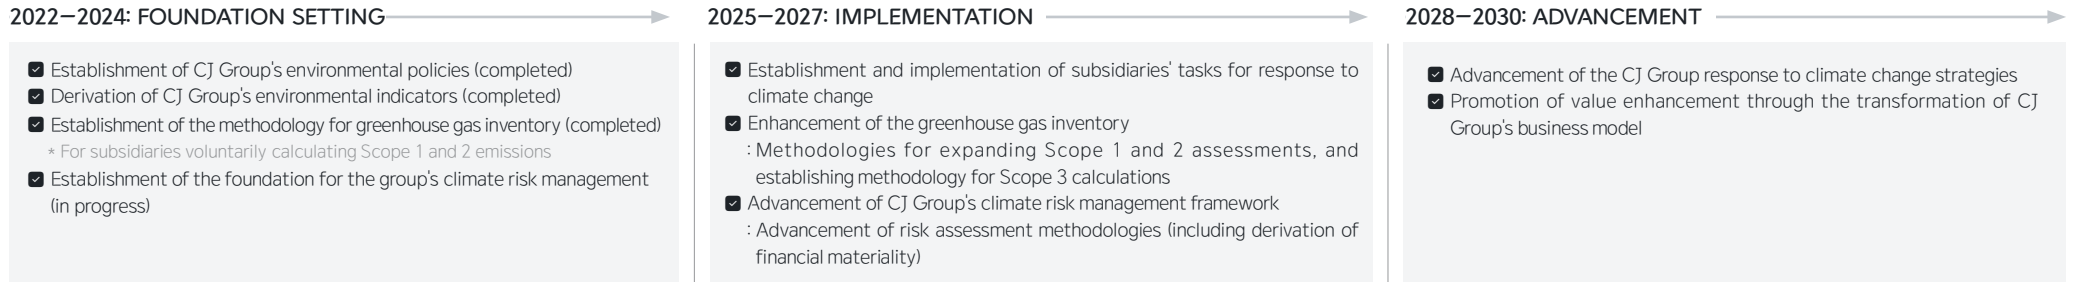 2022–2024: FOUNDATION SETTING
Establishment of CJ Group's environmental policies (completed)
Derivation of CJ Group's environmental indicators (completed)
Establishment of the methodology for greenhouse gas inventory (completed)
* For subsidiaries voluntarily calculating Scope 1 and 2 emissions
Establishment of the foundation for the group's climate risk management
(in progress)
2025–2027: IMPLEMENTATION
Establishment and implementation of subsidiaries' tasks for response to
climate change
Enhancement of the greenhouse gas inventory
: Methodologies for expanding Scope 1 and 2 assessments, and
establishing methodology for Scope 3 calculations
Advancement of CJ Group's climate risk management framework
: Advancement of risk assessment methodologies (including derivation of
financial materiality)
2028–2030: ADVANCEMENT
Advancement of the CJ Group response to climate change strategies
Promotion of value enhancement through the transformation of CJ
Group's business model